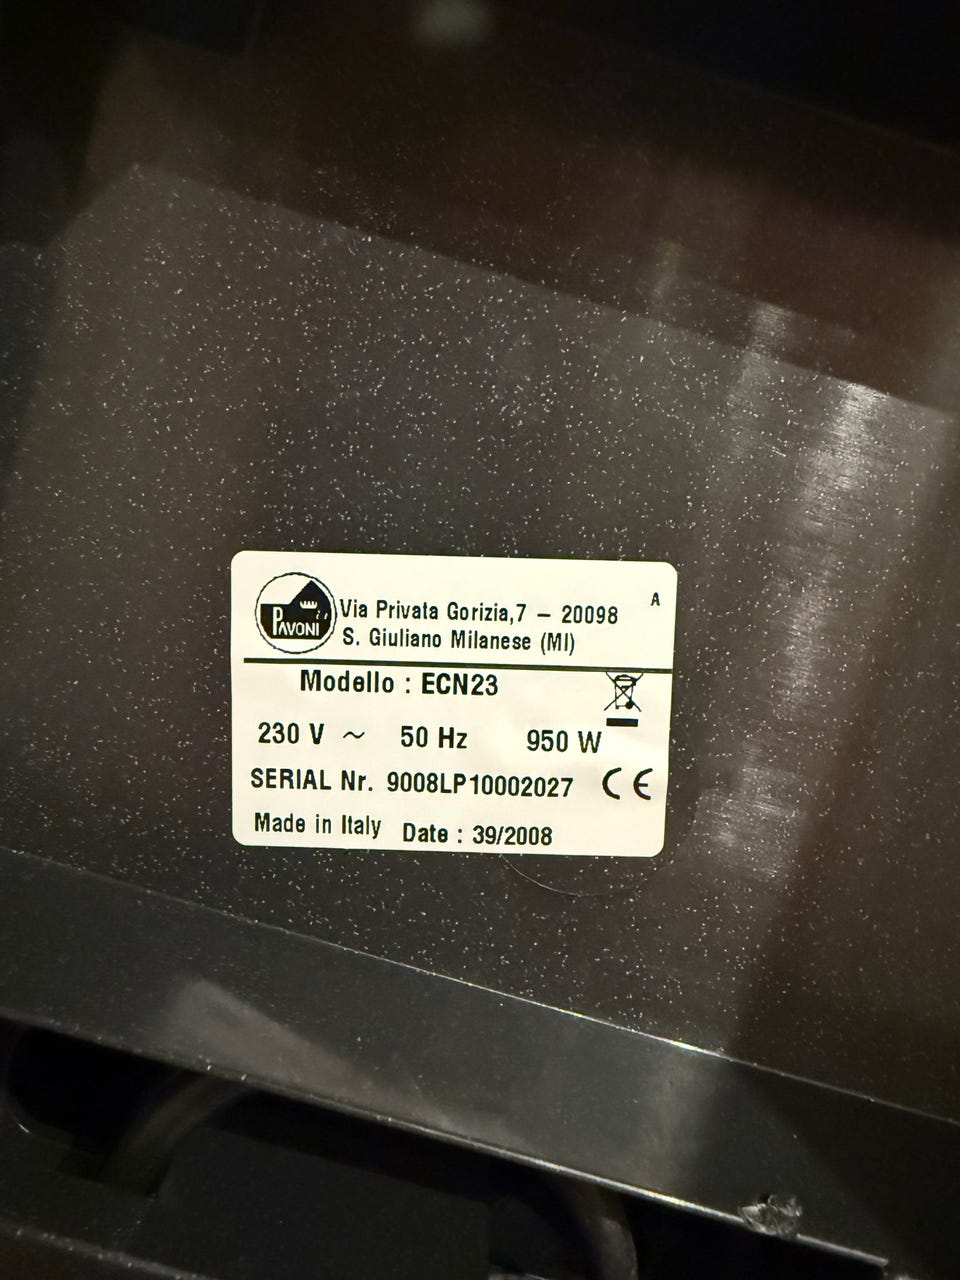 PAVONI
Via Privata Gorizia,7 – 20098
A
S. Giuliano Milanese (MI)
Modello : ECN23
230 V ~ 50 Hz 950 W
SERIAL Nr. 9008LP10002027 CE
Made in Italy Date : 39/2008